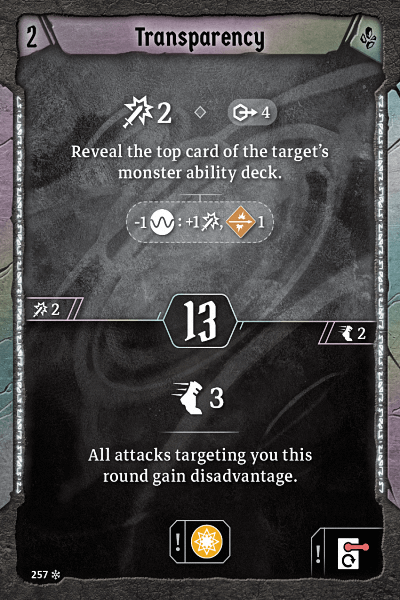 2 Transparency
2 4
Reveal the top card of the target's
monster ability deck.
-1 : +1 , 1
2
13
2
3
All attacks targeting you this
round gain disadvantage.
! !
257